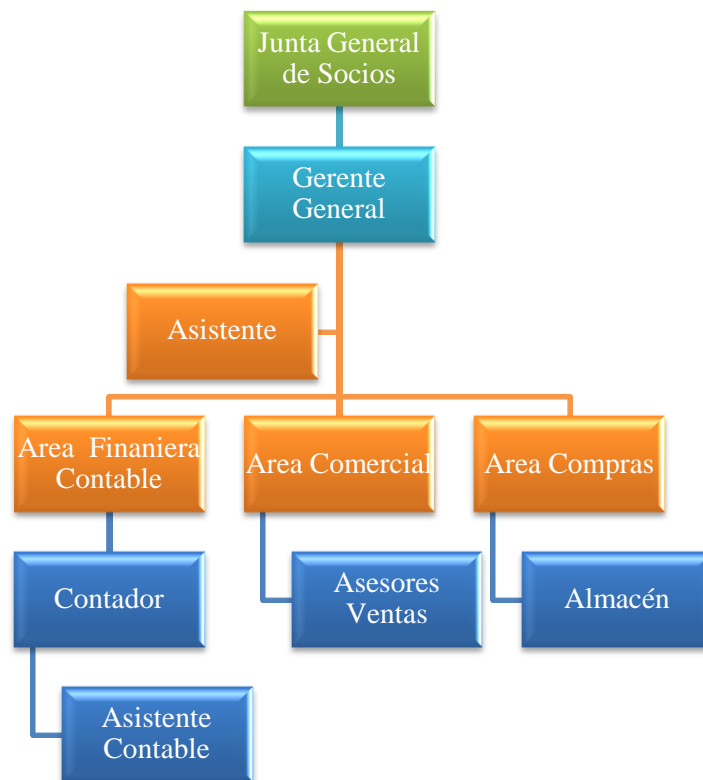 Junta General
de Socios
Gerente
General
Asistente
Area Finaniera
Contable
Area Comercial
Area Compras
Contador
Asesores
Ventas
Almacén
Asistente
Contable